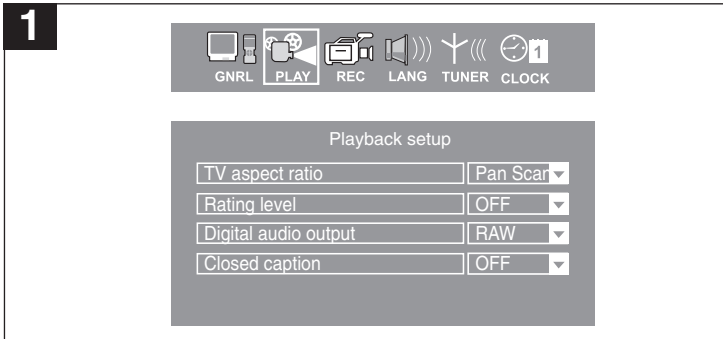 1
GNRL PLAY REC LANG TUNER CLOCK
1
Playback setup
TV aspect ratio Pan Scan
Rating level OFF
Digital audio output RAW
Closed caption OFF